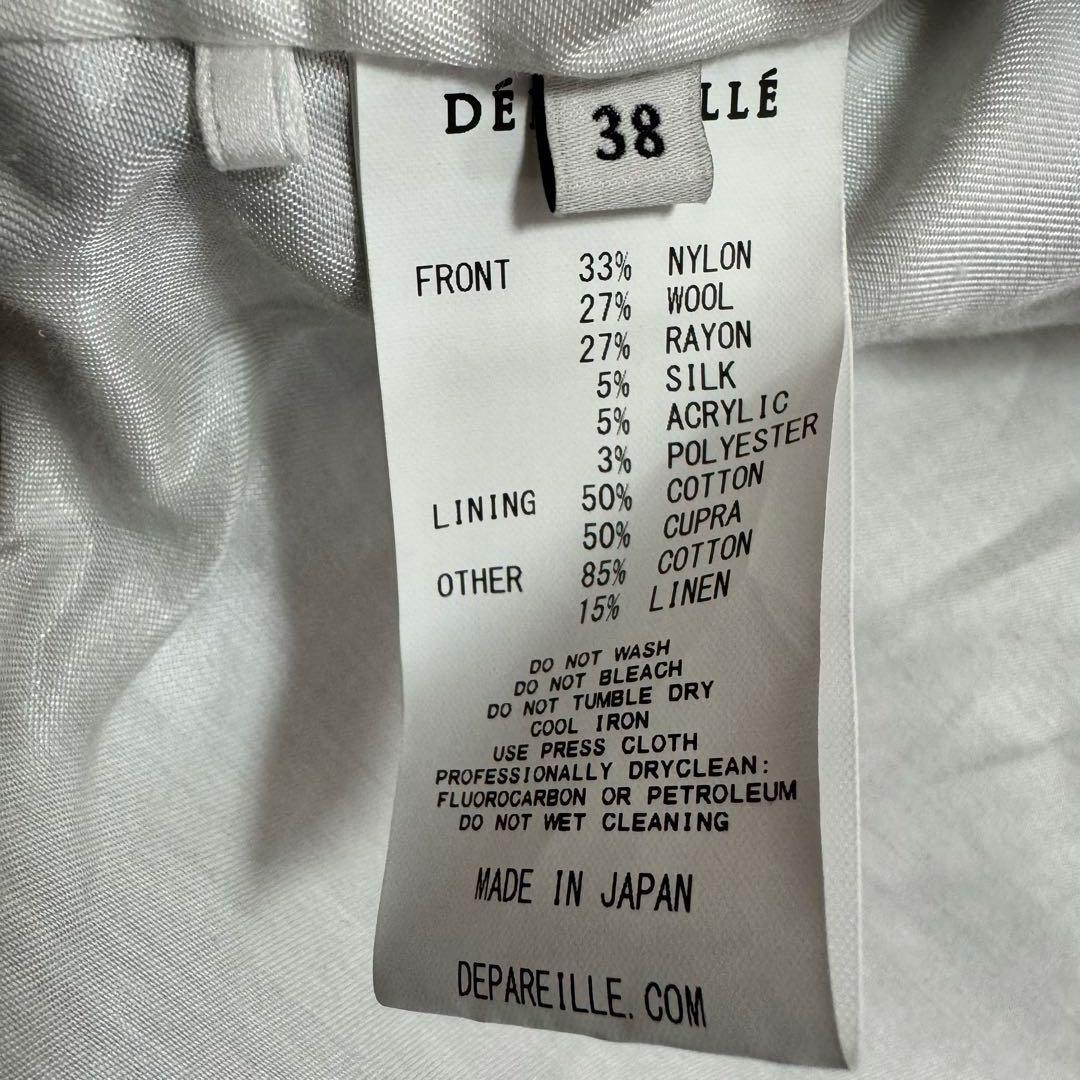 DÉ LLÉ
38
FRONT 33% NYLON
27% WOOL
27% RAYON
5% SILK
5% ACRYLIC
3% POLYESTER
LINING 50% COTTON
50% CUPRA
OTHER 85% COTTON
15% LINEN
DO NOT WASH
DO NOT BLEACH
DO NOT TUMBLE DRY
COOL IRON
USE PRESS CLOTH
PROFESSIONALLY DRYCLEAN:
FLUOROCARBON OR PETROLEUM
DO NOT WET CLEANING
MADE IN JAPAN
DEPAREILLE.COM